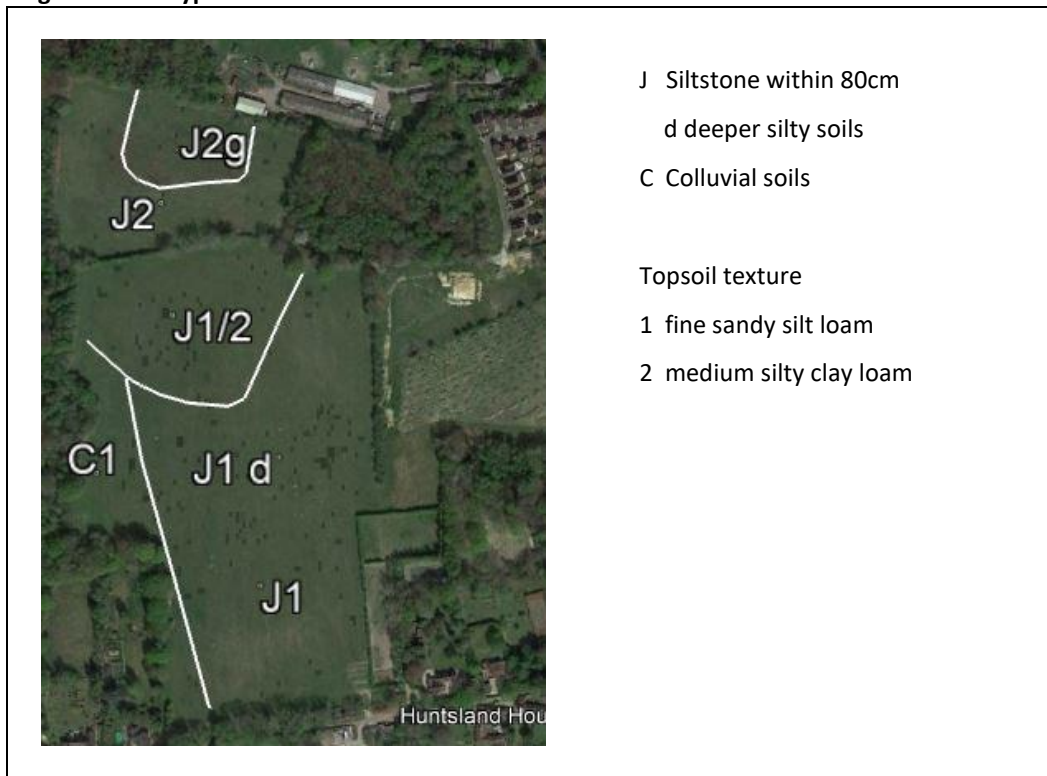 J2g
J2
J1/2
C1
J1 d
J1
Huntsland Hou
J Siltstone within 80cm
d deeper silty soils
C Colluvial soils
Topsoil texture
1 fine sandy silt loam
2 medium silty clay loam